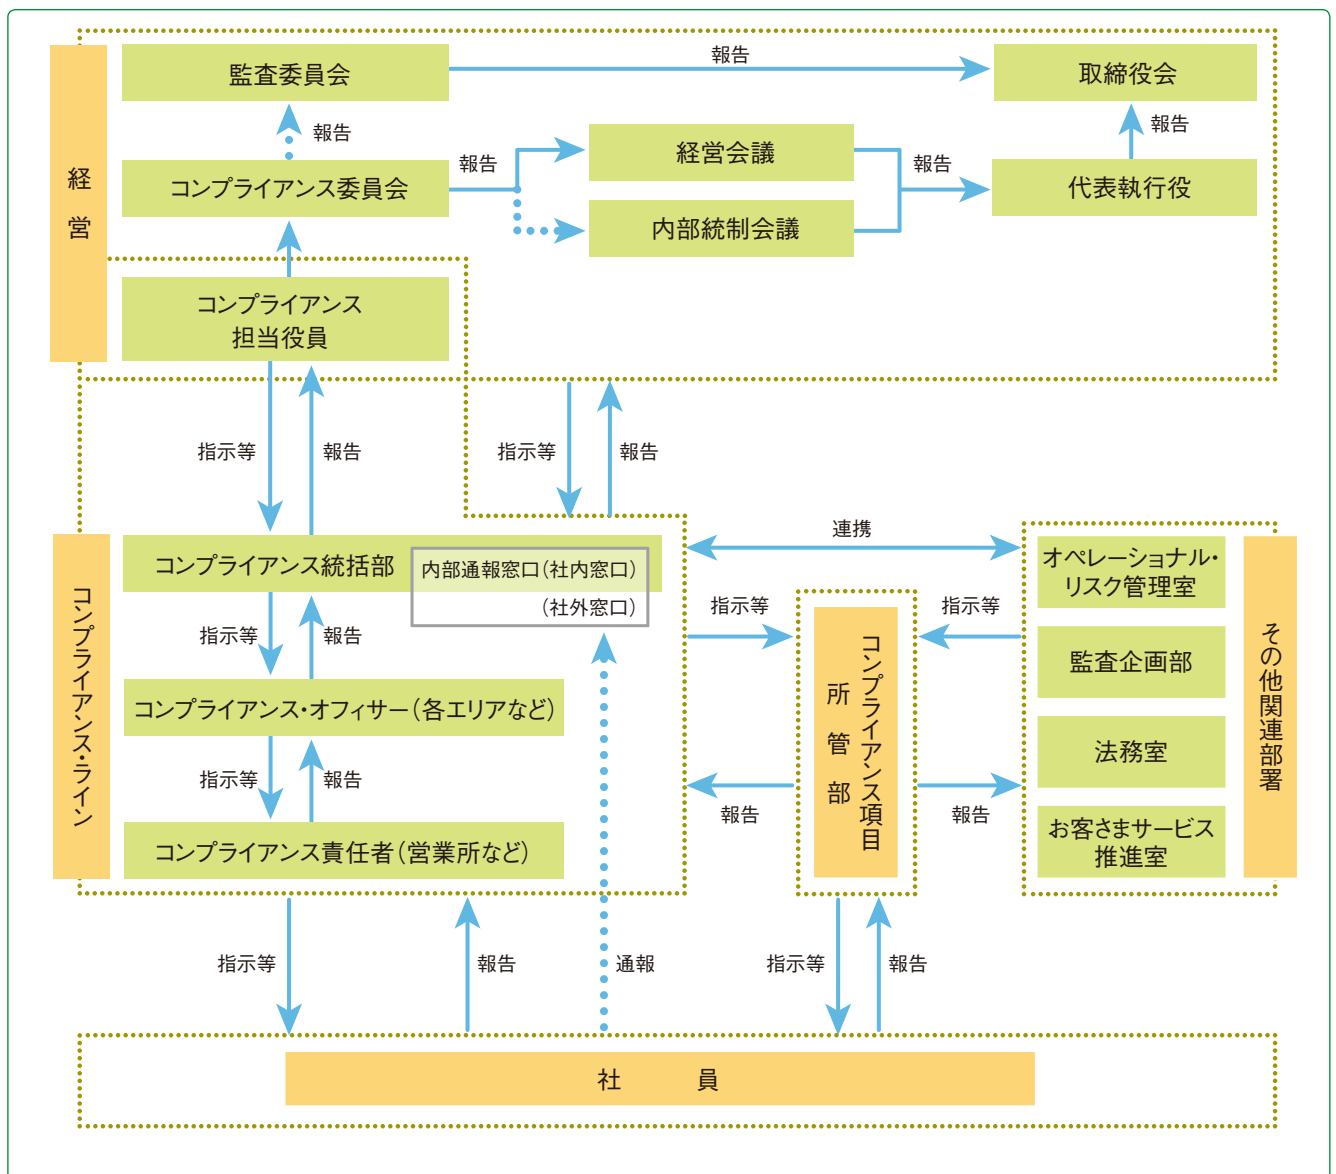 経営
監査委員会
報告
取締役会
報告
報告
コンプライアンス委員会
報告
経営会議
内部統制会議
報告
代表執行役
コンプライアンス
担当役員
指示等
報告
指示等
報告
コンプライアンス・ライン
コンプライアンス統括部
内部通報窓口（社内窓口）
（社外窓口）
指示等
報告
コンプライアンス・オフィサー（各エリアなど）
指示等
報告
コンプライアンス責任者（営業所など）
連携
指示等
報告
コンプライアンス項目
所管部
指示等
報告
オペレーショナル・
リスク管理室
監査企画部
法務室
お客さまサービス
推進室
その他関連部署
指示等
報告
通報
指示等
報告
社員